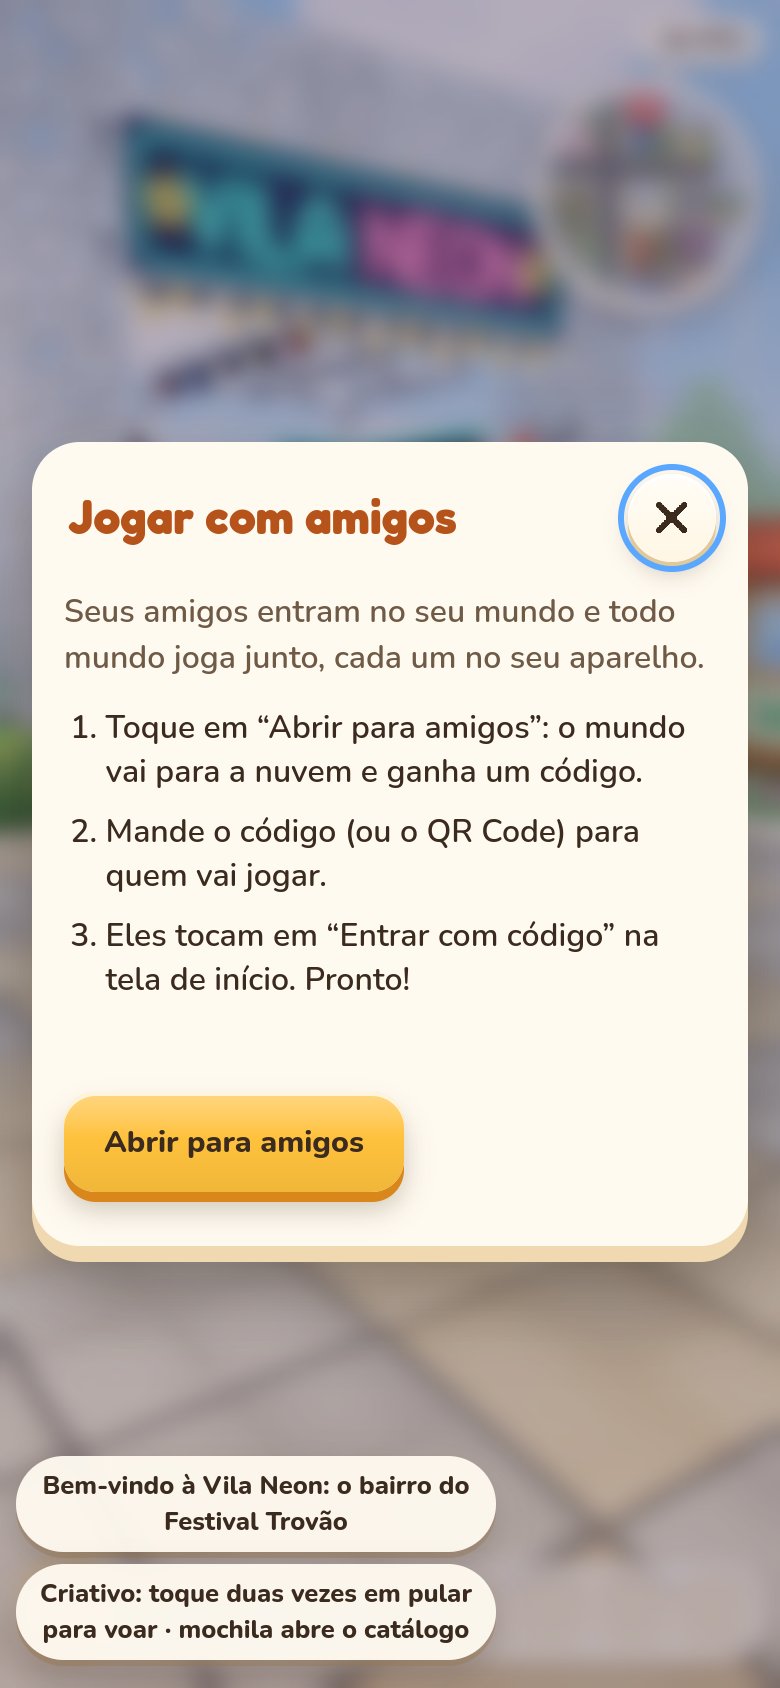 VILA NEON
Jogar com amigos
Seus amigos entram no seu mundo e todo
mundo joga junto, cada um no seu aparelho.
1. Toque em “Abrir para amigos”: o mundo
vai para a nuvem e ganha um código.
2. Mande o código (ou o QR Code) para
quem vai jogar.
3. Eles tocam em “Entrar com código” na
tela de início. Pronto!
Abrir para amigos
Bem-vindo à Vila Neon: o bairro do
Festival Trovão
Criativo: toque duas vezes em pular
para voar · mochila abre o catálogo